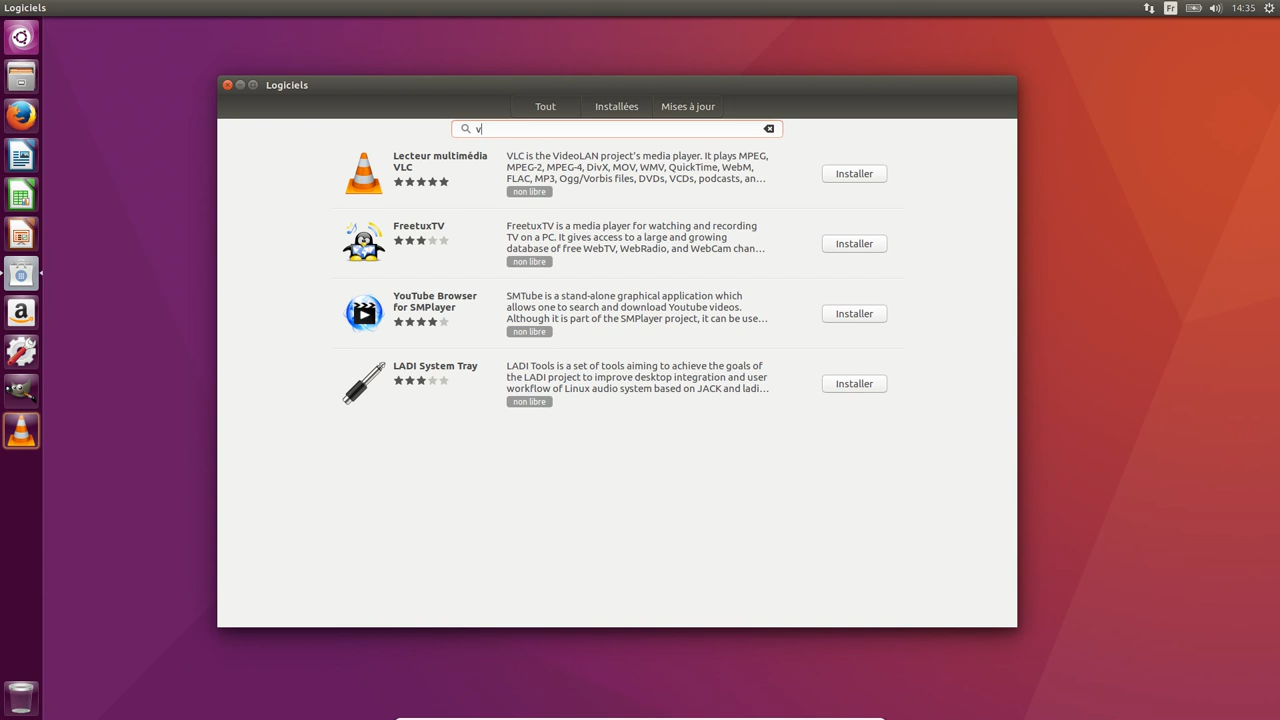 Logiciels
Fr
14:35
Logiciels
Tout
Installées
Mises à jour
v
Lecteur multimédia
VLC
VLC is the VideoLAN project's media player. It plays MPEG,
MPEG-2, MPEG-4, DivX, MOV, WMV, QuickTime, WebM,
FLAC, MP3, Ogg/Vorbis files, DVDs, VCDs, podcasts, an…
non libre
Installer
FreetuxTV
FreetuxTV is a media player for watching and recording
TV on a PC. It gives access to a large and growing
database of free WebTV, WebRadio, and WebCam chan…
non libre
Installer
YouTube Browser
for SMPlayer
SMTube is a stand-alone graphical application which
allows one to search and download Youtube videos.
Although it is part of the SMPlayer project, it can be use…
non libre
Installer
LADI System Tray
LADI Tools is a set of tools aiming to achieve the goals of
the LADI project to improve desktop integration and user
workflow of Linux audio system based on JACK and ladi…
non libre
Installer